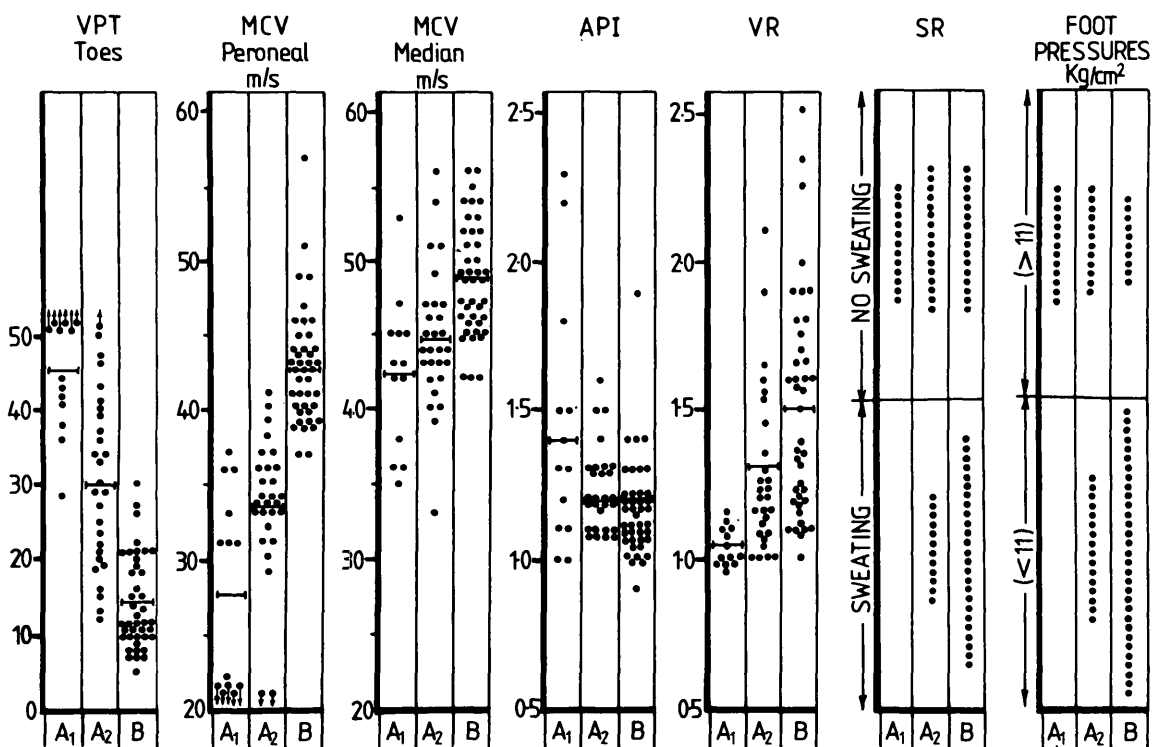 VPT
Toes
MCV
Peroneal
m/s
MCV
Median
m/s
API
VR
SR
FOOT
PRESSURES
Kg/cm²
50
40
30
20
10
0
60
50
40
30
20
60
50
40
30
20
2·5
2·0
1·5
1·0
0·5
2·5
2·0
1·5
1·0
0·5
NO SWEATING
SWEATING
(> 11)
(< 11)
A₁ A₂ B
A₁ A₂ B
A₁ A₂ B
A₁ A₂ B
A₁ A₂ B
A₁ A₂ B
A₁ A₂ B